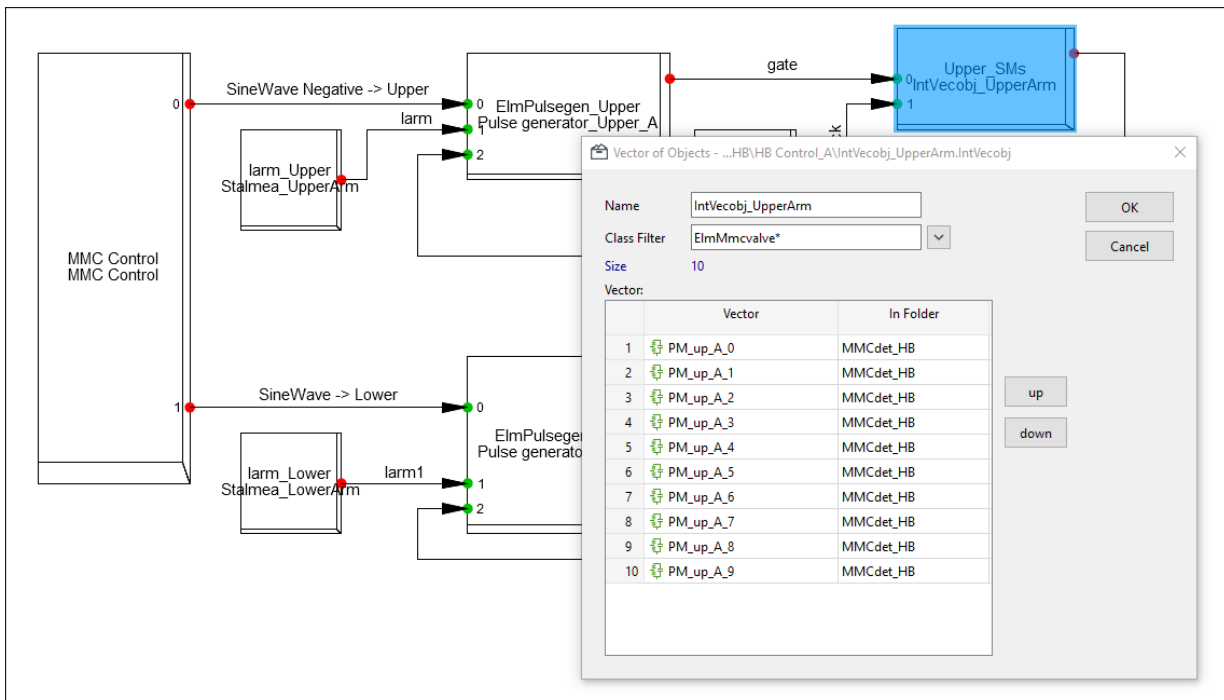 gate
Upper_SMs
IntVecobj_UpperArm
0
1
SineWave Negative -> Upper
0
ElmPulsegen_Upper
Pulse generator_Upper_A
0
1
2
Iarm
Iarm_Upper
Stalmea_UpperArm
MMC Control
MMC Control
SineWave -> Lower
1
0
Pulse generator
1
2
Iarm1
Iarm_Lower
Stalmea_LowerArm
Vector of Objects - ...HB\HB Control_A\IntVecobj_UpperArm.IntVecobj
Name IntVecobj_UpperArm OK
Class Filter ElmMmcvalve* Cancel
Size 10
Vector:
Vector In Folder
1 PM_up_A_0 MMCdet_HB
2 PM_up_A_1 MMCdet_HB
3 PM_up_A_2 MMCdet_HB
4 PM_up_A_3 MMCdet_HB
5 PM_up_A_4 MMCdet_HB
6 PM_up_A_5 MMCdet_HB
7 PM_up_A_6 MMCdet_HB
8 PM_up_A_7 MMCdet_HB
9 PM_up_A_8 MMCdet_HB
10 PM_up_A_9 MMCdet_HB
up
down